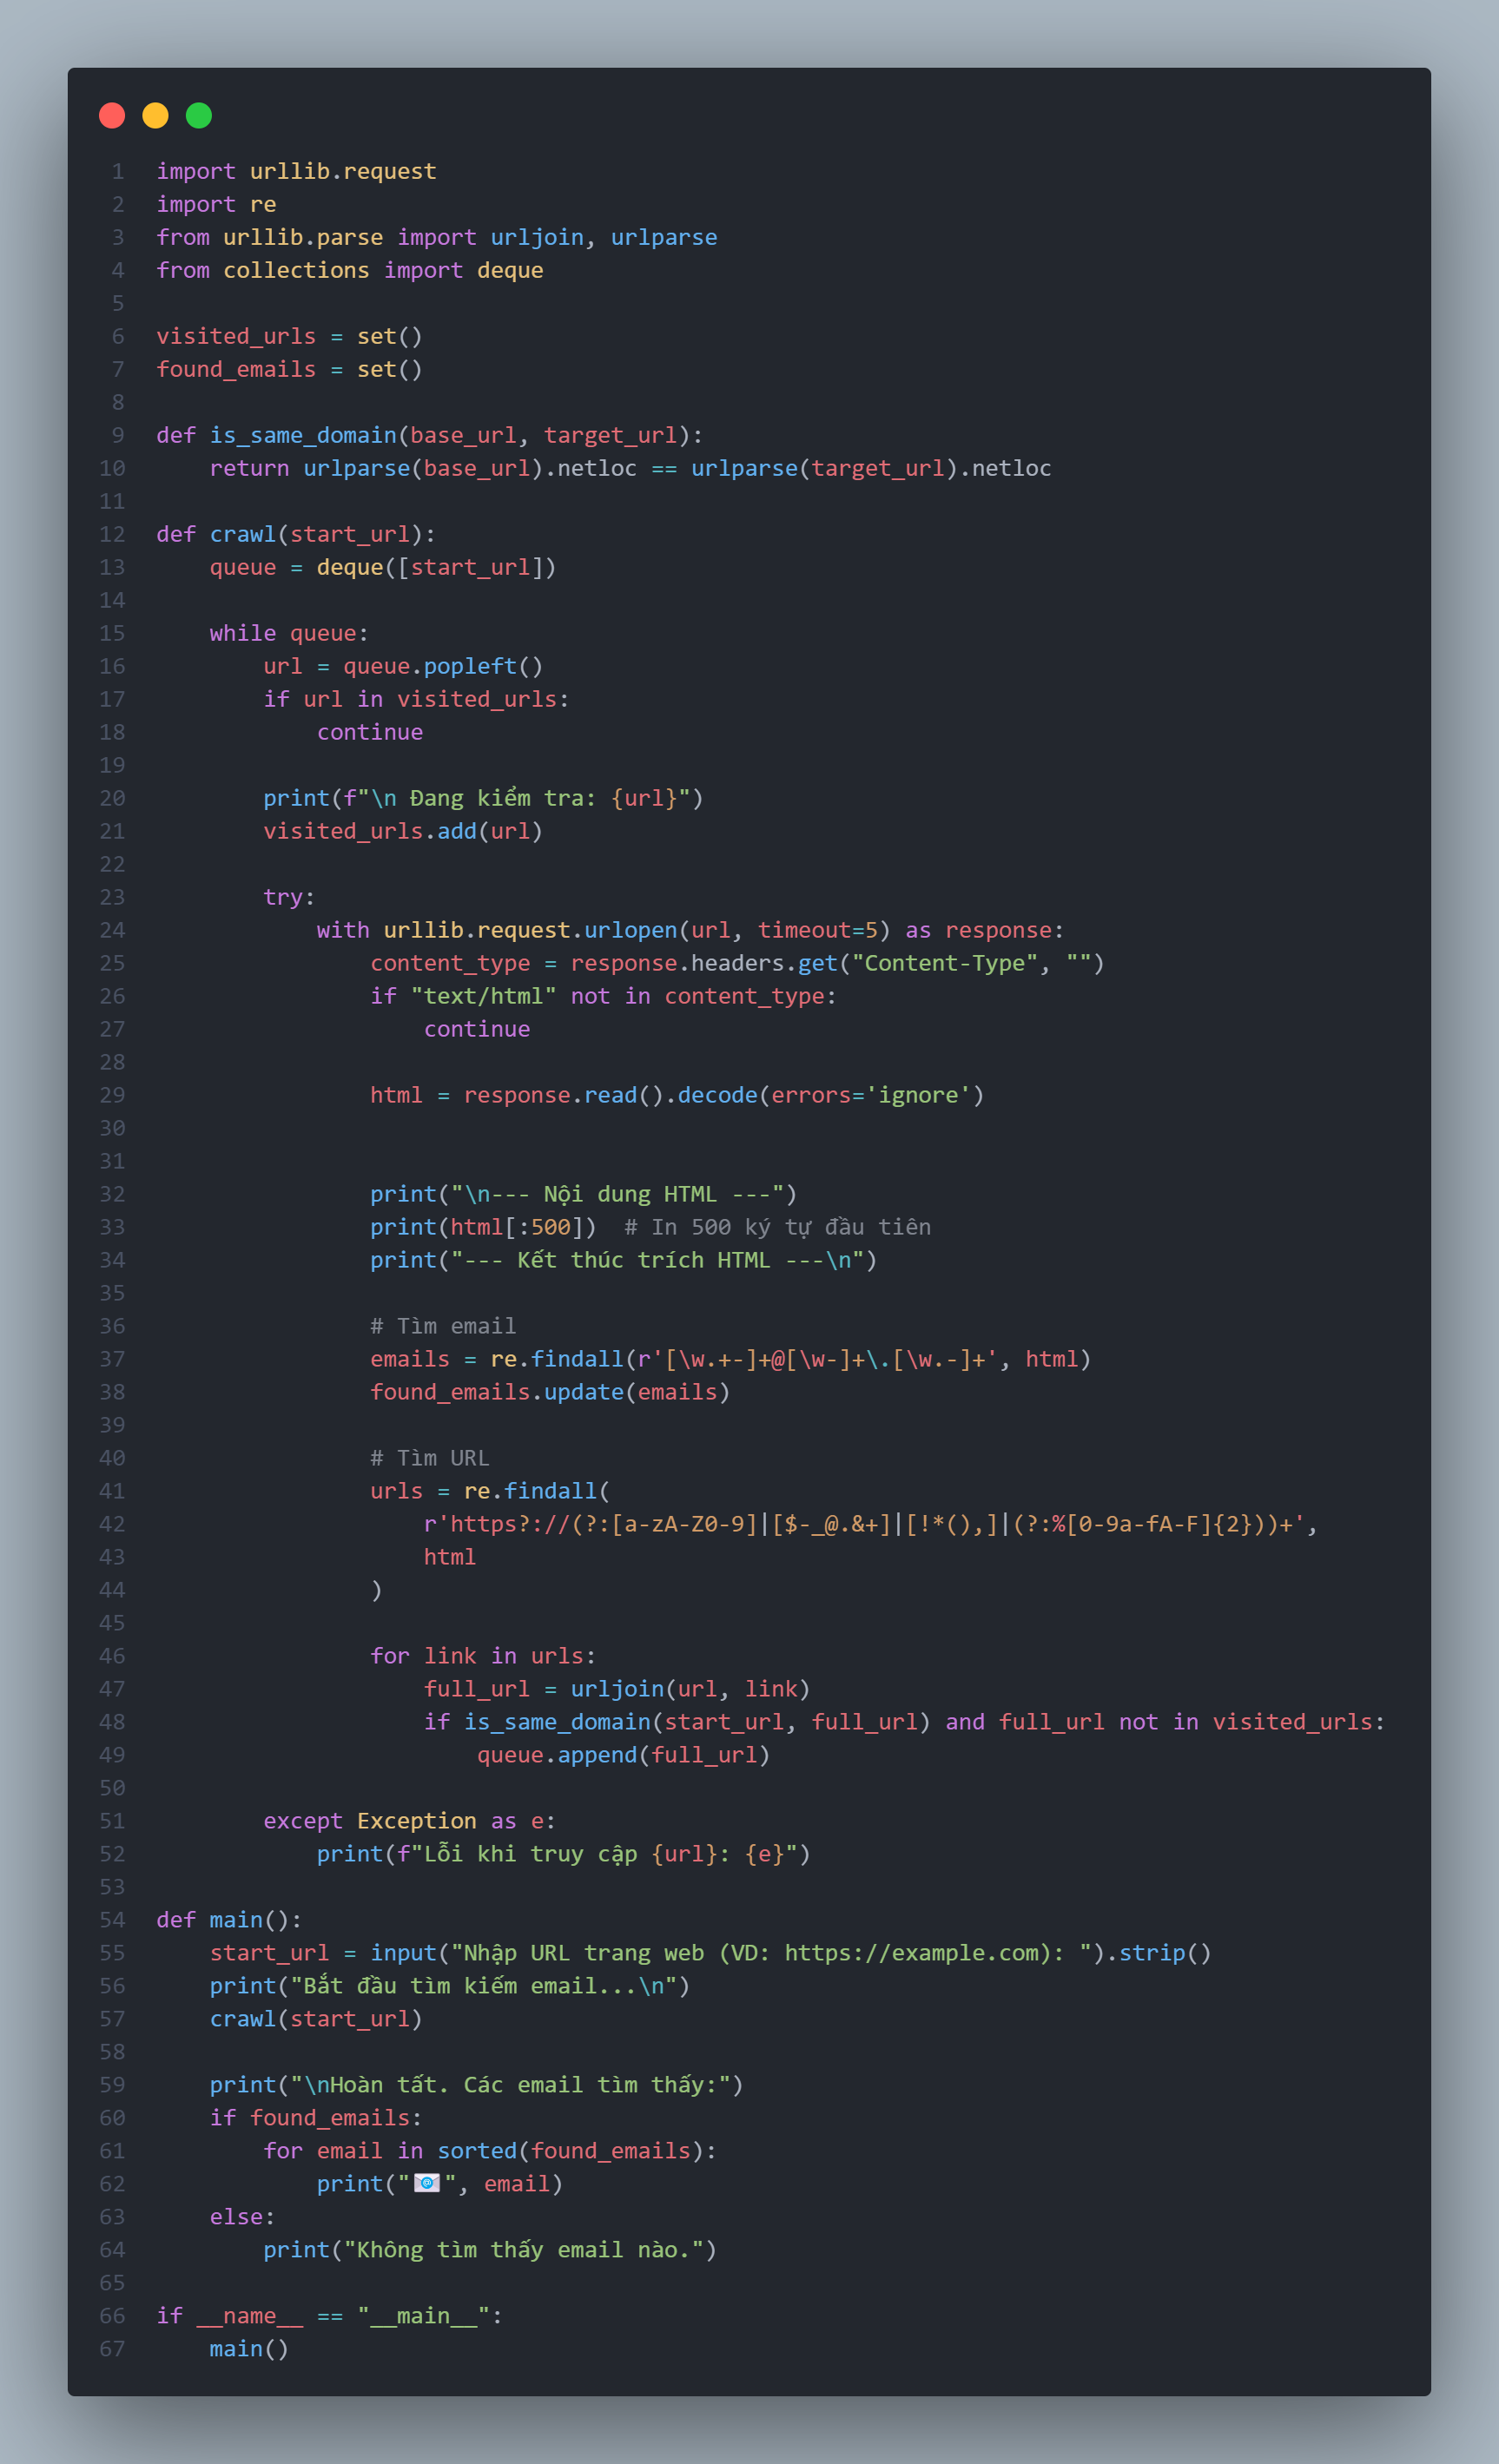 1 import urllib.request
2 import re
3 from urllib.parse import urljoin, urlparse
4 from collections import deque
5
6 visited_urls = set()
7 found_emails = set()
8
9 def is_same_domain(base_url, target_url):
10     return urlparse(base_url).netloc == urlparse(target_url).netloc
11
12 def crawl(start_url):
13     queue = deque([start_url])
14
15     while queue:
16         url = queue.popleft()
17         if url in visited_urls:
18             continue
19
20         print(f"\n Đang kiểm tra: {url}")
21         visited_urls.add(url)
22
23         try:
24             with urllib.request.urlopen(url, timeout=5) as response:
25                 content_type = response.headers.get("Content-Type", "")
26                 if "text/html" not in content_type:
27                     continue
28
29                 html = response.read().decode(errors='ignore')
30
31
32                 print("\n--- Nội dung HTML ---")
33                 print(html[:500])  # In 500 ký tự đầu tiên
34                 print("--- Kết thúc trích HTML ---\n")
35
36                 # Tìm email
37                 emails = re.findall(r'[\w.+-]+@[\w-]+\.[\w.-]+', html)
38                 found_emails.update(emails)
39
40                 # Tìm URL
41                 urls = re.findall(
42                     r'https?://(?:[a-zA-Z0-9]|[$-_@.&+]|[!*(),]|(?:%[0-9a-fA-F]{2}))+',
43                     html
44                 )
45
46                 for link in urls:
47                     full_url = urljoin(url, link)
48                     if is_same_domain(start_url, full_url) and full_url not in visited_urls:
49                         queue.append(full_url)
50
51         except Exception as e:
52             print(f"Lỗi khi truy cập {url}: {e}")
53
54 def main():
55     start_url = input("Nhập URL trang web (VD: https://example.com): ").strip()
56     print("Bắt đầu tìm kiếm email...\n")
57     crawl(start_url)
58
59     print("\nHoàn tất. Các email tìm thấy:")
60     if found_emails:
61         for email in sorted(found_emails):
62             print("📧", email)
63     else:
64         print("Không tìm thấy email nào.")
65
66 if __name__ == "__main__":
67     main()